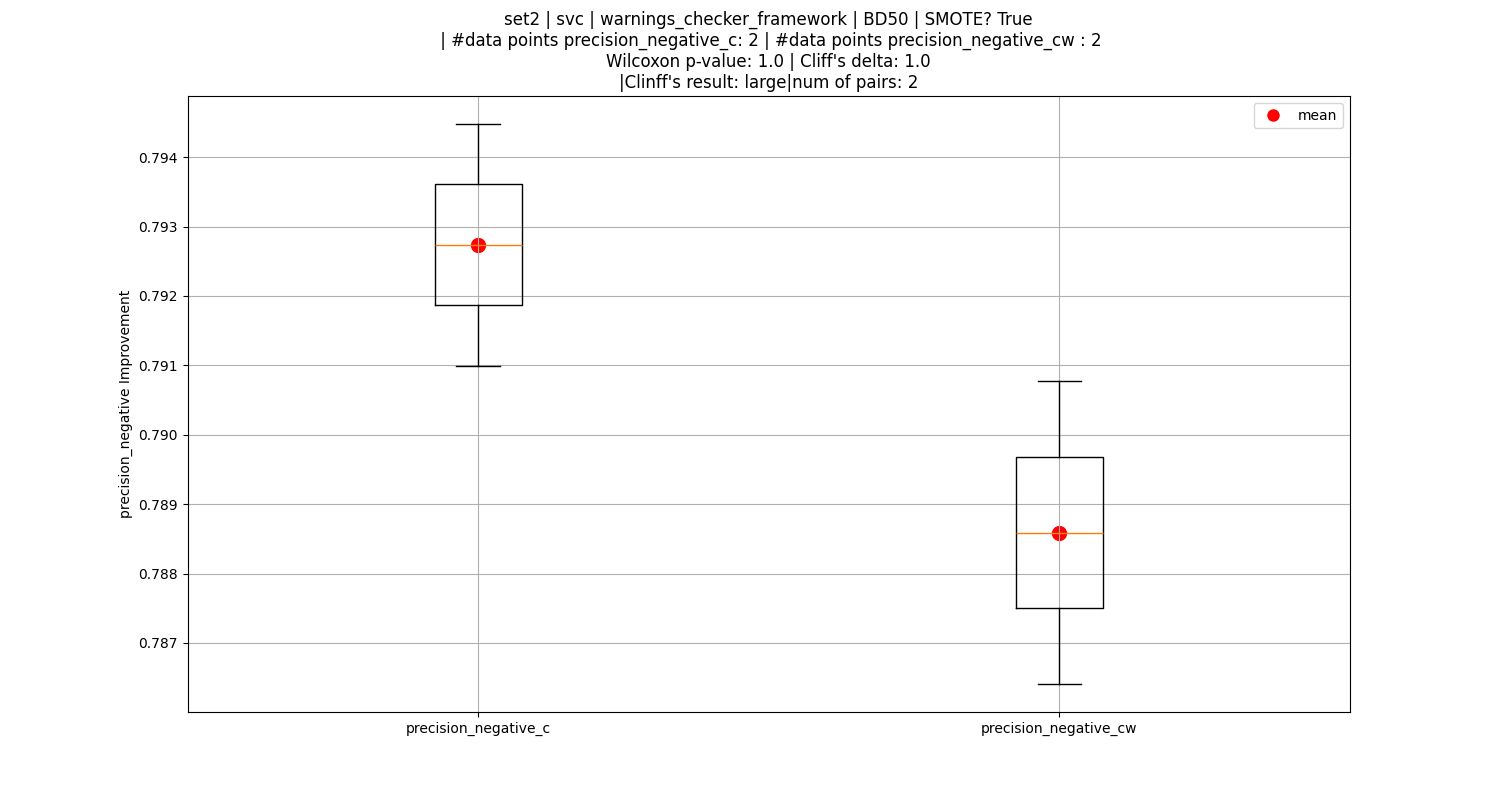 set2 | svc | warnings_checker_framework | BD50 | SMOTE? True
| #data points precision_negative_c: 2 | #data points precision_negative_cw : 2
Wilcoxon p-value: 1.0 | Cliff's delta: 1.0
|Clinff's result: large|num of pairs: 2
mean
0.794
0.793
0.792
0.791
0.790
0.789
0.788
0.787
precision_negative Improvement
precision_negative_c
precision_negative_cw